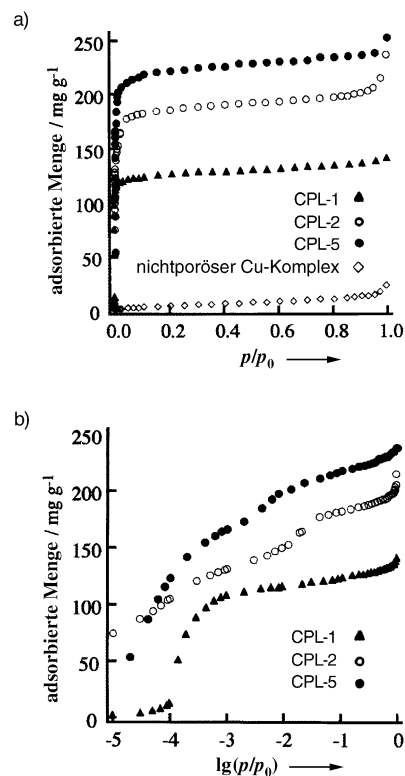 a)
adsorbierte Menge / mg g⁻¹
250
200
150
100
50
0
CPL-1
CPL-2
CPL-5
nichtporöser Cu-Komplex
0.0 0.2 0.4 0.6 0.8 1.0
p/p₀
b)
adsorbierte Menge / mg g⁻¹
250
200
150
100
50
0
CPL-1
CPL-2
CPL-5
-5 -4 -3 -2 -1 0
lg(p/p₀)